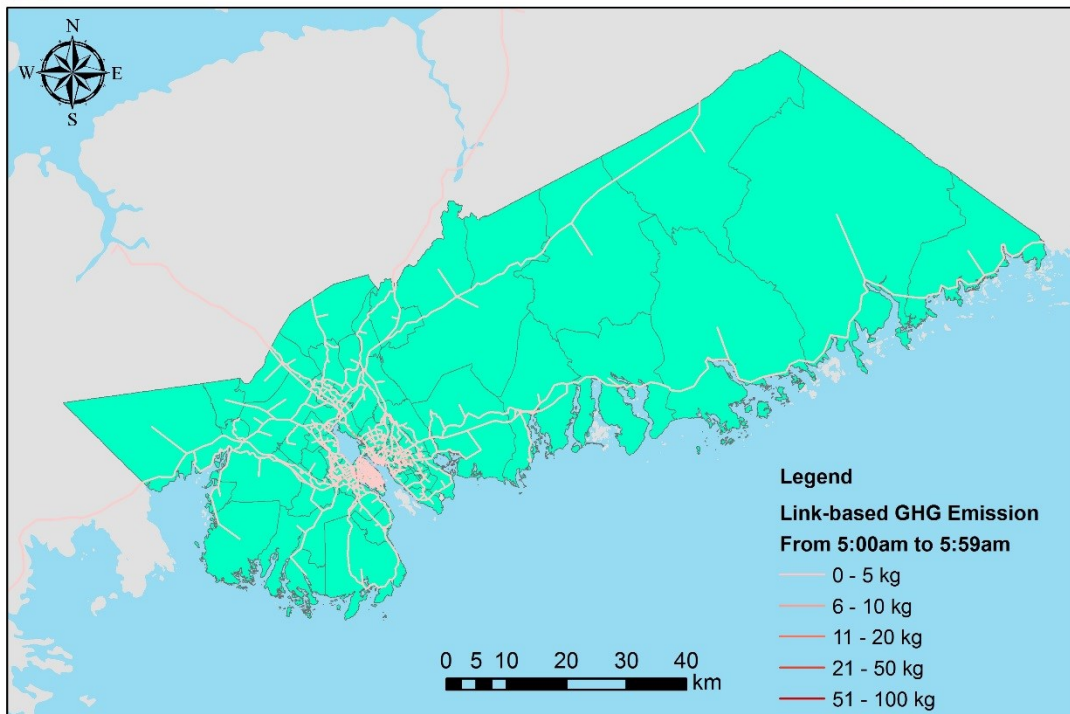 N
W E
S
Legend
Link-based GHG Emission
From 5:00am to 5:59am
0 - 5 kg
6 - 10 kg
11 - 20 kg
21 - 50 kg
51 - 100 kg
0 5 10 20 30 40
km